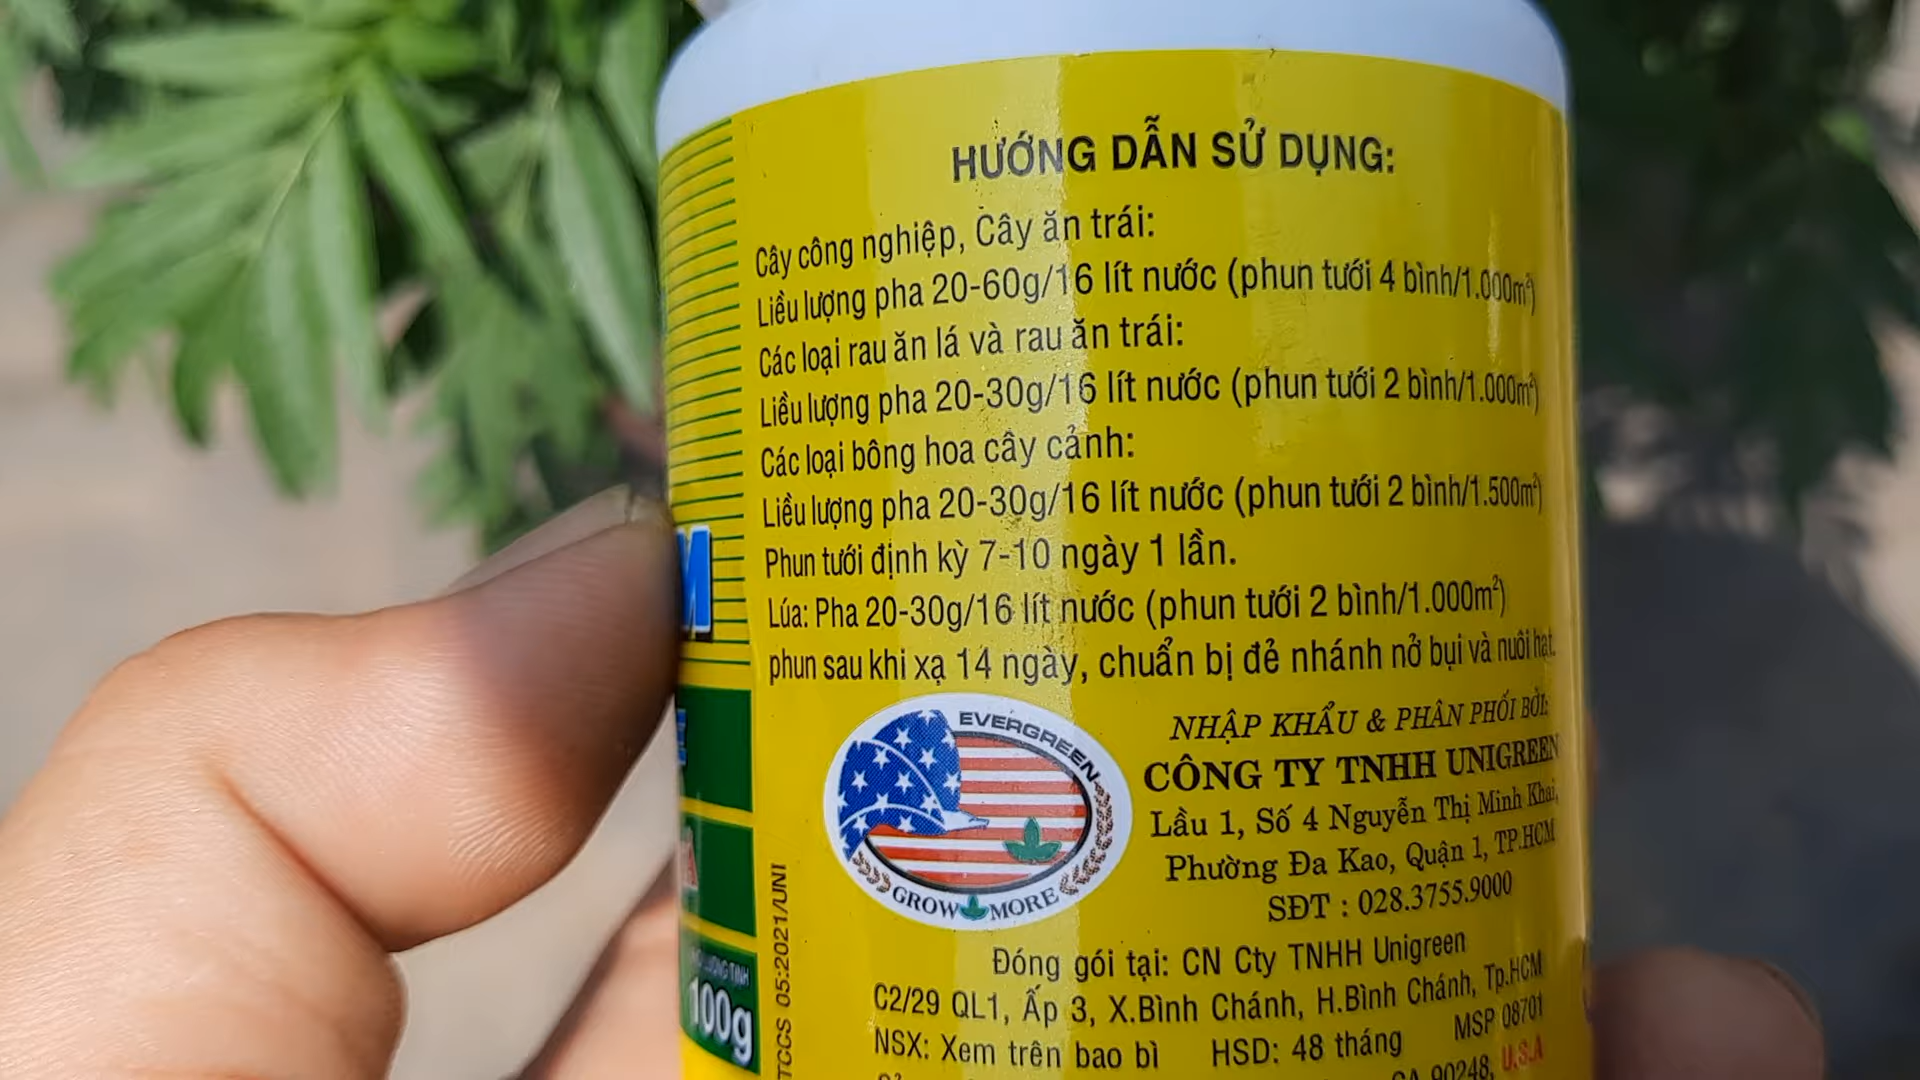 HƯỚNG DẪN SỬ DỤNG:
Cây công nghiệp, Cây ăn trái:
Liều lượng pha 20-60g/16 lít nước (phun tưới 4 bình/1.000m²)
Các loại rau ăn lá và rau ăn trái:
Liều lượng pha 20-30g/16 lít nước (phun tưới 2 bình/1.000m²)
Các loại bông hoa cây cảnh:
Liều lượng pha 20-30g/16 lít nước (phun tưới 2 bình/1.500m²)
Phun tưới định kỳ 7-10 ngày 1 lần.
Lúa: Pha 20-30g/16 lít nước (phun tưới 2 bình/1.000m²)
phun sau khi xạ 14 ngày, chuẩn bị đẻ nhánh nở bụi và nuôi hạt.
EVERGREEN
GROW MORE
NHẬP KHẨU & PHÂN PHỐI BỞI:
CÔNG TY TNHH UNIGREEN
Lầu 1, Số 4 Nguyễn Thị Minh Khai,
Phường Đa Kao, Quận 1, TP.HCM
SĐT : 028.3755.9000
Đóng gói tại: CN Cty TNHH Unigreen
C2/29 QL1, Ấp 3, X.Bình Chánh, H.Bình Chánh, Tp.HCM
NSX: Xem trên bao bì HSD: 48 tháng MSP 08701
CA 90248, U.S.A
TCCS 05:2021/UNI
100g